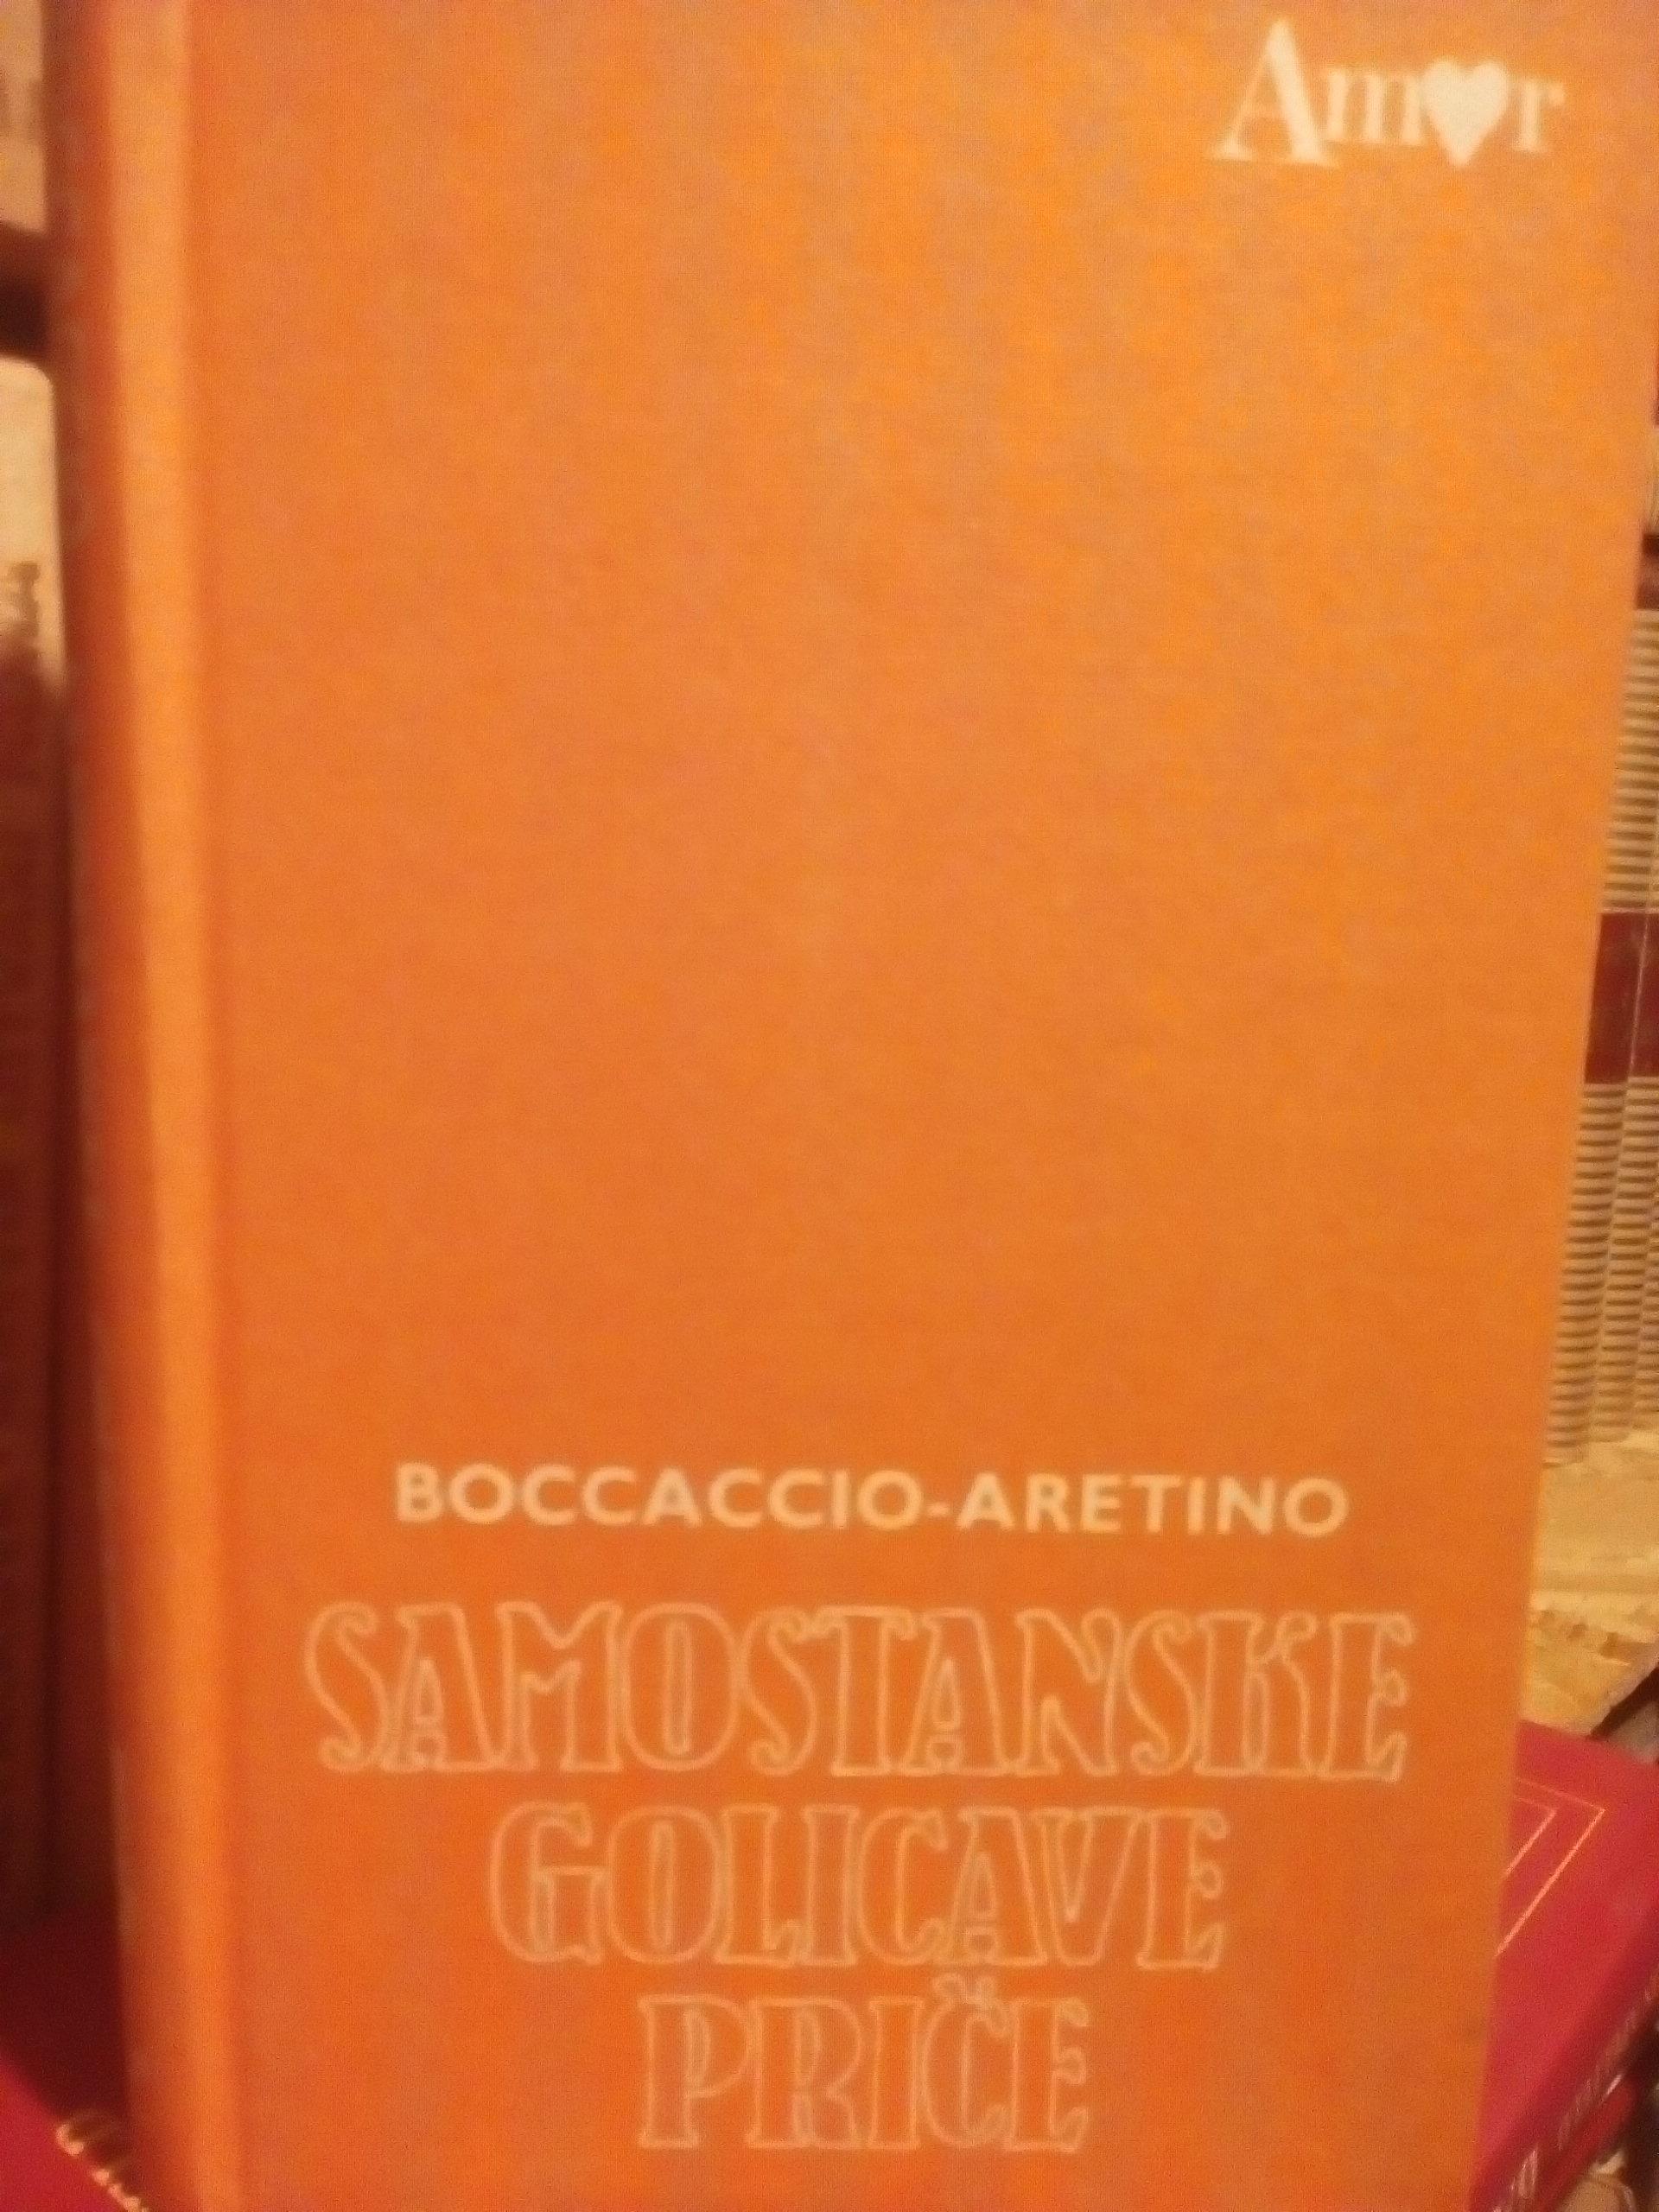 Amor
BOCCACCIO-ARETINO
SAMOSTANSKE
GOLICAVE
PRIČE